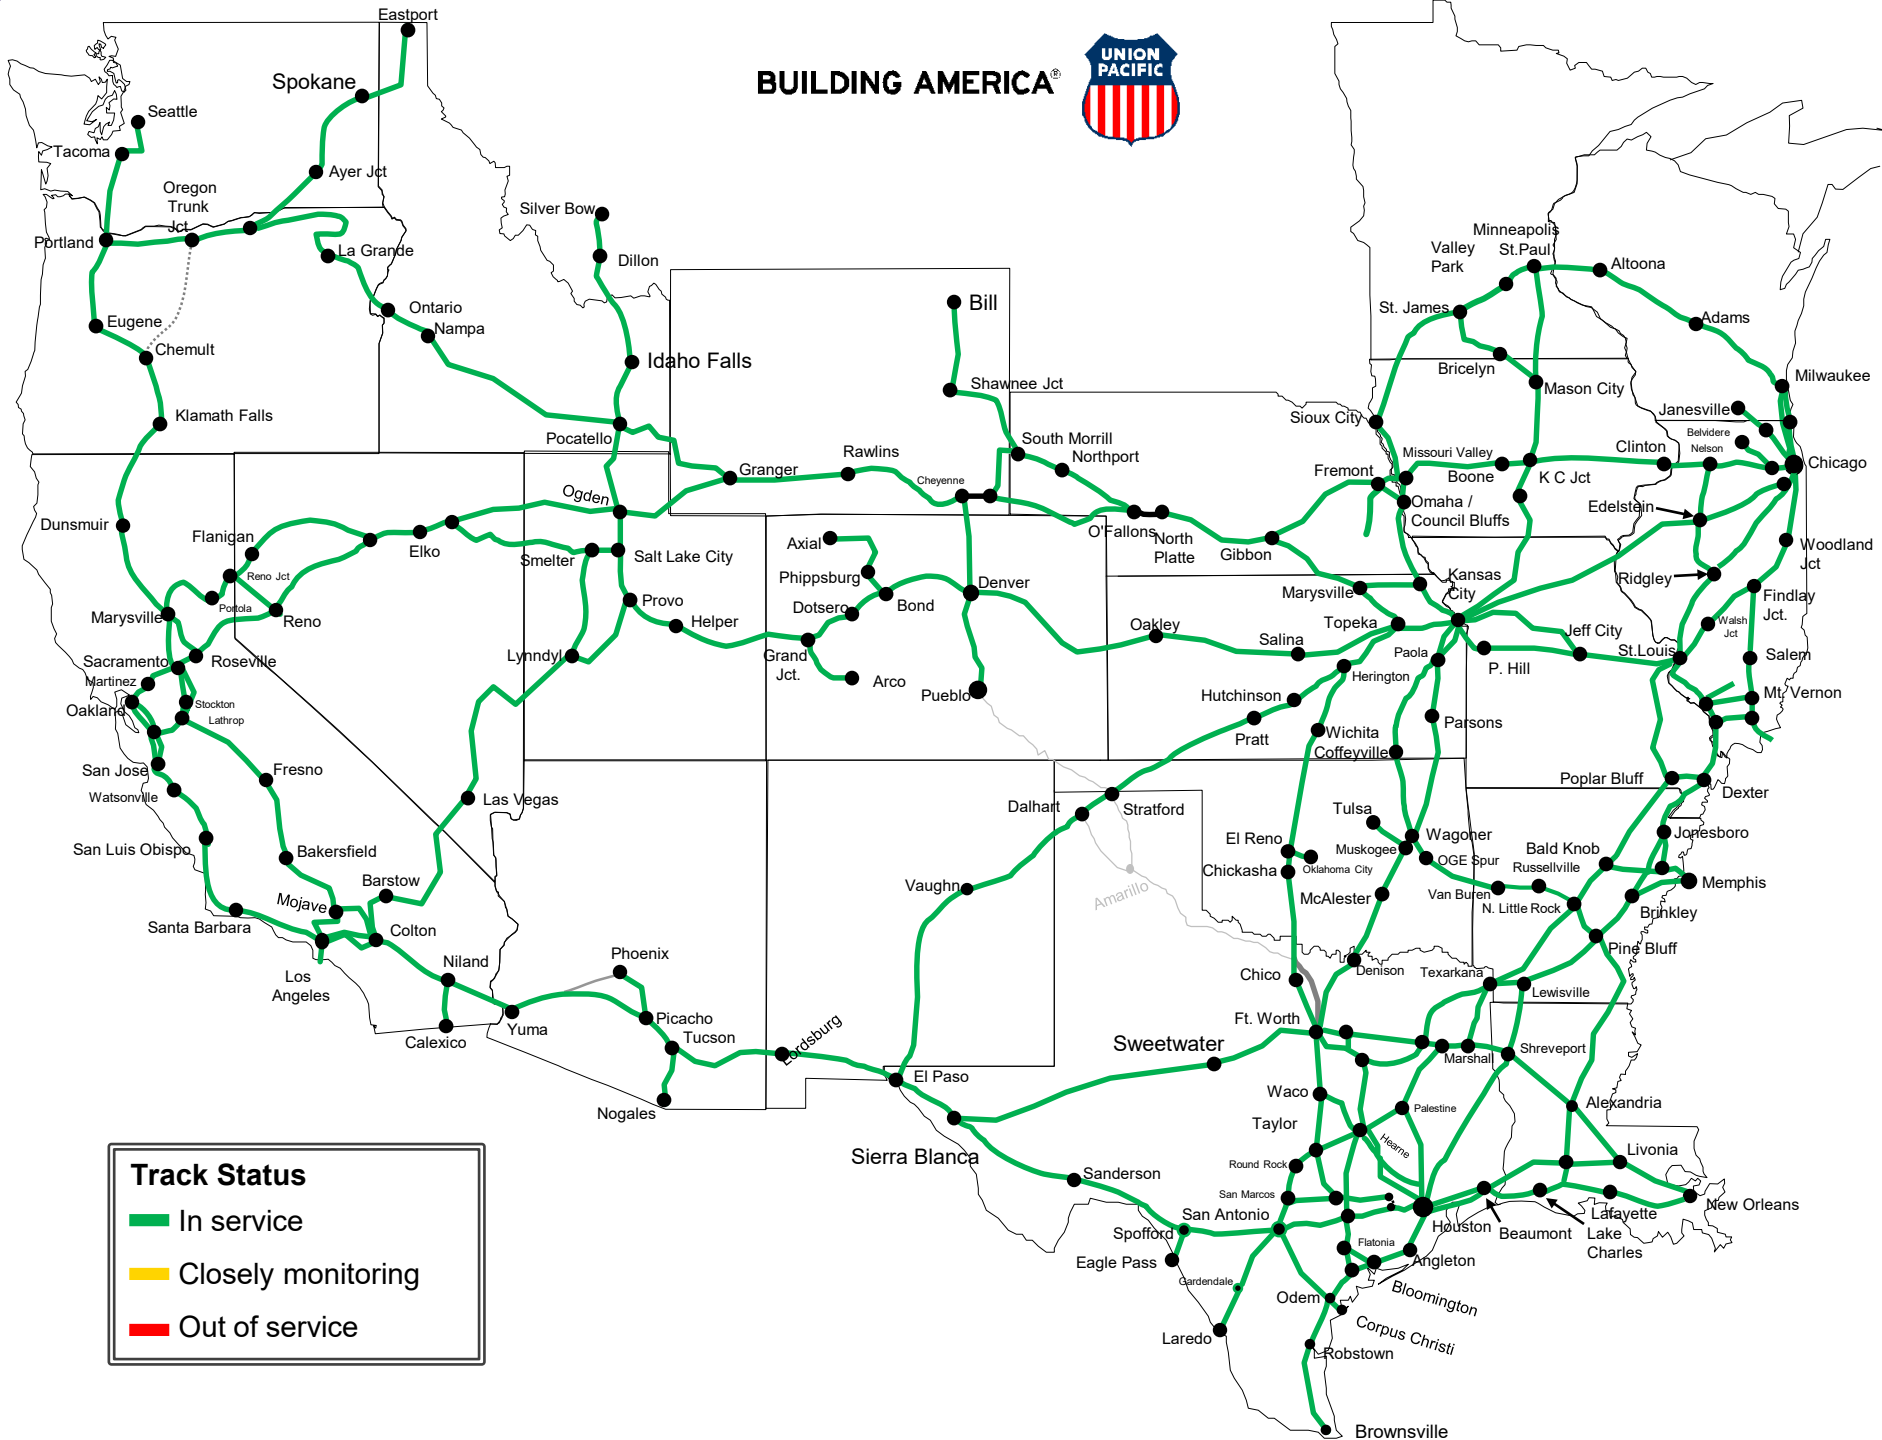 Eastport
BUILDING AMERICA®
UNION
PACIFIC
Spokane
Seattle
Tacoma
Ayer Jct
Oregon
Trunk
Jct
Portland
La Grande
Silver Bow
Dillon
Ontario
Nampa
Eugene
Chemult
Idaho Falls
Klamath Falls
Pocatello
Bill
Shawnee Jct
South Morrill
Northport
Granger
Rawlins
Cheyenne
Ogden
O'Fallons
North
Platte
Gibbon
Minneapolis
St.Paul
Valley
Park
Altoona
St. James
Adams
Bricelyn
Mason City
Milwaukee
Sioux City
Janesville
Belvidere
Nelson
Clinton
Chicago
Missouri Valley
Boone
K C Jct
Fremont
Omaha /
Council Bluffs
Edelstein
Woodland
Jct
Ridgley
Findlay
Jct.
Walsh
Jct
Dunsmuir
Flanigan
Elko
Smelter
Salt Lake City
Reno Jct
Portola
Reno
Marysville
Provo
Helper
Axial
Phippsburg
Dotsero
Bond
Denver
Grand
Jct.
Arco
Pueblo
Lynndyl
Sacramento
Roseville
Martinez
Oakland
Stockton
Lathrop
San Jose
Watsonville
Fresno
San Luis Obispo
Bakersfield
Las Vegas
Barstow
Mojave
Santa Barbara
Colton
Los
Angeles
Niland
Calexico
Yuma
Phoenix
Picacho
Tucson
Nogales
Lordsburg
El Paso
Sierra Blanca
Marysville
Kansas
City
Oakley
Salina
Topeka
Jeff City
St.Louis
Salem
Paola
P. Hill
Herington
Hutchinson
Pratt
Wichita
Coffeyville
Parsons
Mt. Vernon
Poplar Bluff
Dexter
Dalhart
Stratford
Amarillo
Vaughn
Tulsa
Wagoner
El Reno
Muskogee
OGE Spur
Oklahoma City
Chickasha
McAlester
Van Buren
Russellville
Bald Knob
Jonesboro
Memphis
N. Little Rock
Brinkley
Pine Bluff
Chico
Denison
Texarkana
Lewisville
Ft. Worth
Sweetwater
Marshall
Shreveport
Waco
Palestine
Alexandria
Taylor
Hearne
Livonia
Round Rock
San Marcos
Sanderson
San Antonio
Spofford
Eagle Pass
Houston
Beaumont
Lake
Charles
Lafayette
New Orleans
Flatonia
Angleton
Gardendale
Bloomington
Odem
Corpus Christi
Laredo
Robstown
Brownsville
Track Status
In service
Closely monitoring
Out of service